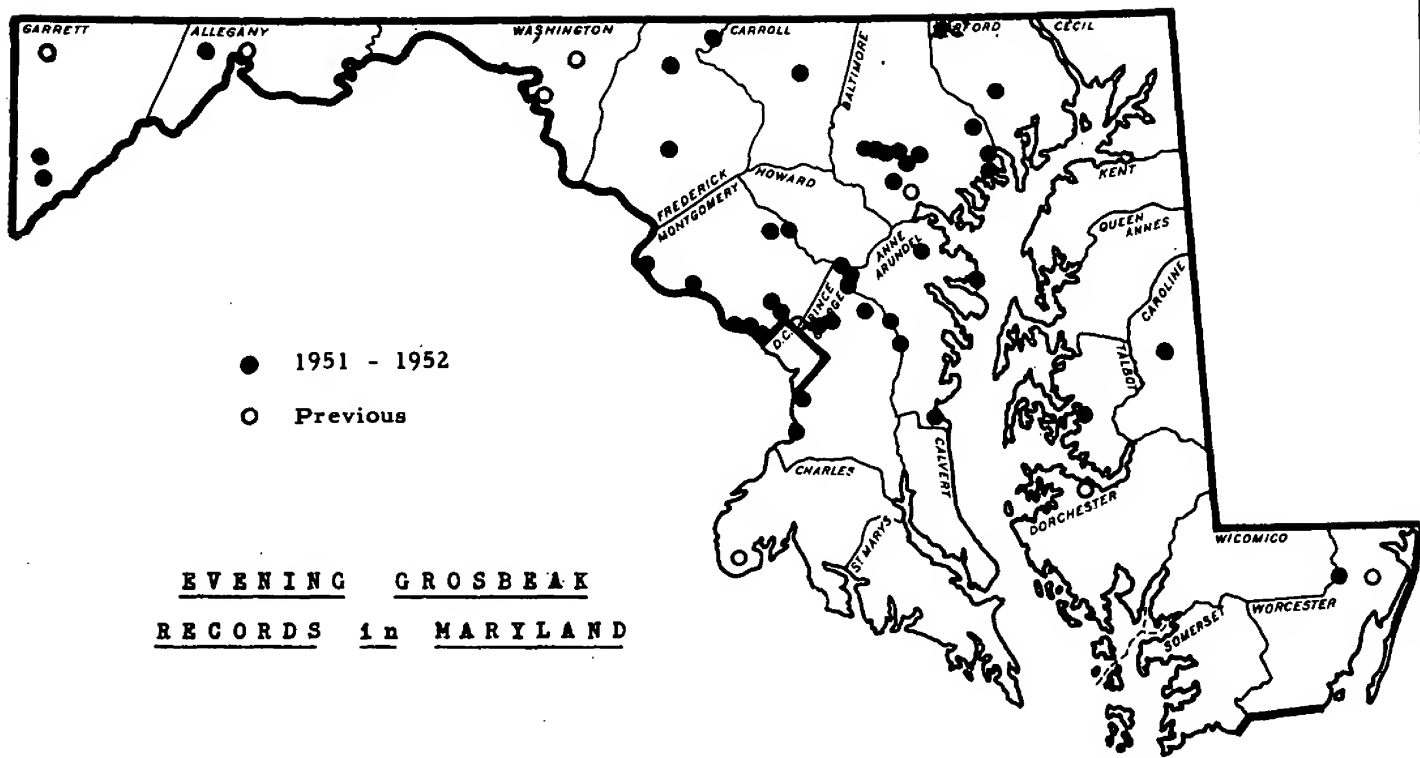 GARRETT
ALLEGANY
WASHINGTON
CARROLL
BALTIMORE
CECIL
FREDERICK
MONTGOMERY
HOWARD
KENT
QUEEN
ANNES
ANNE
ARUNDEL
CAROLINE
D.C.
TALBOT
1951 - 1952
Previous
CHARLES
CALVERT
ST MARYS
DORCHESTER
WICOMICO
WORCESTER
SOMERSET
EVENING GROSBEAK
RECORDS in MARYLAND